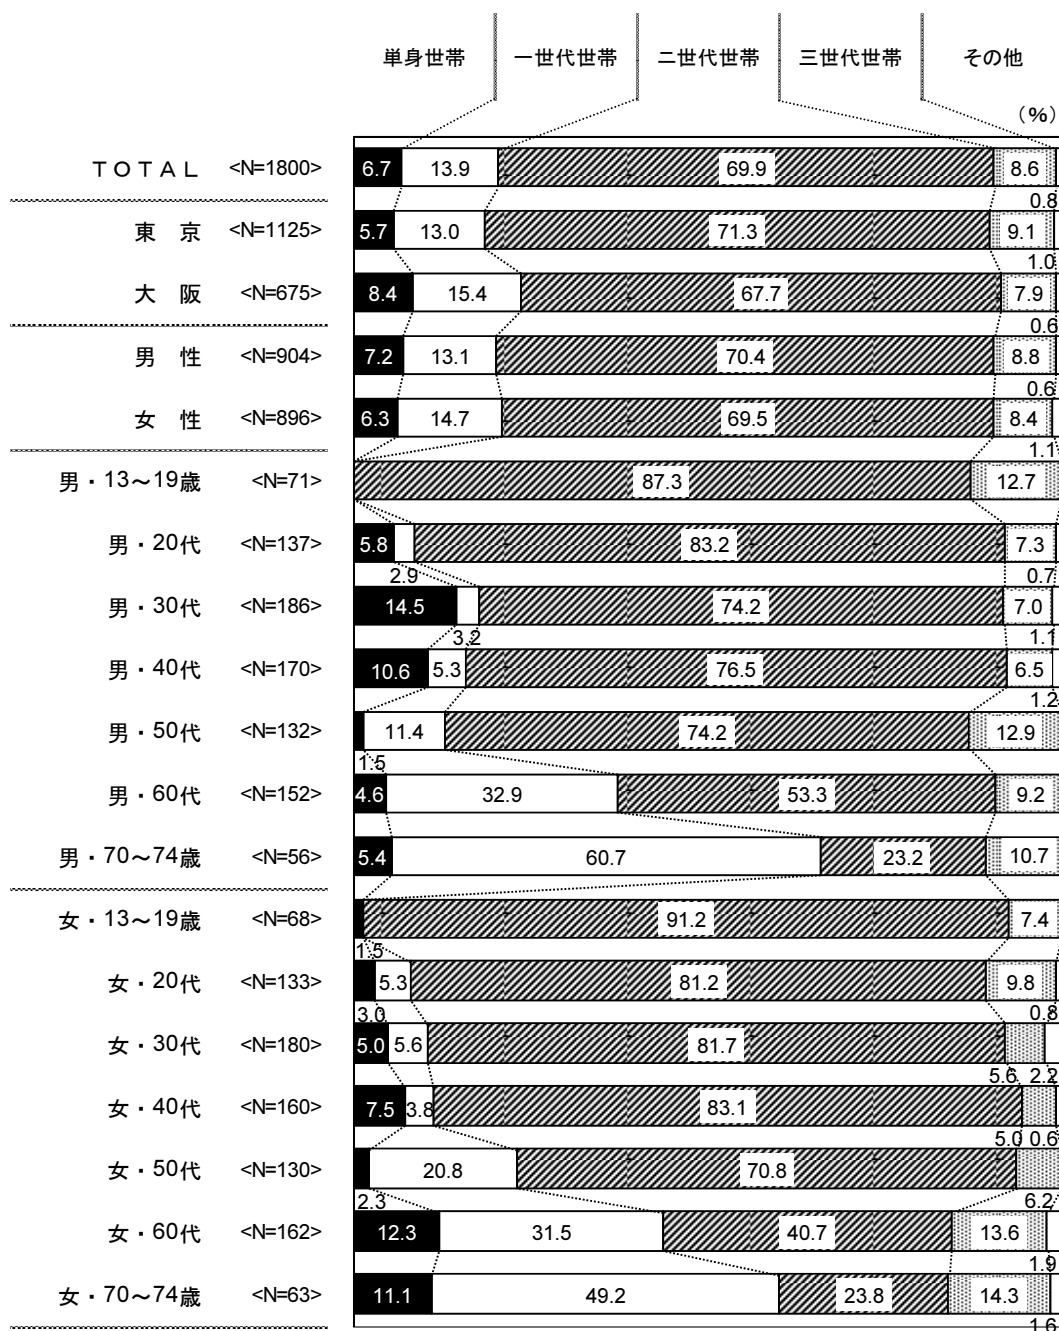 単身世帯 一世代世帯 二世代世帯 三世代世帯 その他
(%)
TOTAL <N=1800> 6.7 13.9 69.9 8.6
0.8
東 京 <N=1125> 5.7 13.0 71.3 9.1
1.0
大 阪 <N=675> 8.4 15.4 67.7 7.9
0.6
男 性 <N=904> 7.2 13.1 70.4 8.8
0.6
女 性 <N=896> 6.3 14.7 69.5 8.4
1.1
男・13~19歳 <N=71> 87.3 12.7
男・20代 <N=137> 5.8 83.2 7.3
2.9 0.7
男・30代 <N=186> 14.5 74.2 7.0
3.2 1.1
男・40代 <N=170> 10.6 5.3 76.5 6.5
1.2
男・50代 <N=132> 11.4 74.2 12.9
1.5
男・60代 <N=152> 4.6 32.9 53.3 9.2
男・70~74歳 <N=56> 5.4 60.7 23.2 10.7
女・13~19歳 <N=68> 91.2 7.4
1.5
女・20代 <N=133> 5.3 81.2 9.8
3.0 0.8
女・30代 <N=180> 5.0 5.6 81.7
5.6 2.2
女・40代 <N=160> 7.5 3.8 83.1
5.0 0.6
女・50代 <N=130> 20.8 70.8
2.3 6.2
女・60代 <N=162> 12.3 31.5 40.7 13.6
1.9
女・70~74歳 <N=63> 11.1 49.2 23.8 14.3
1.6